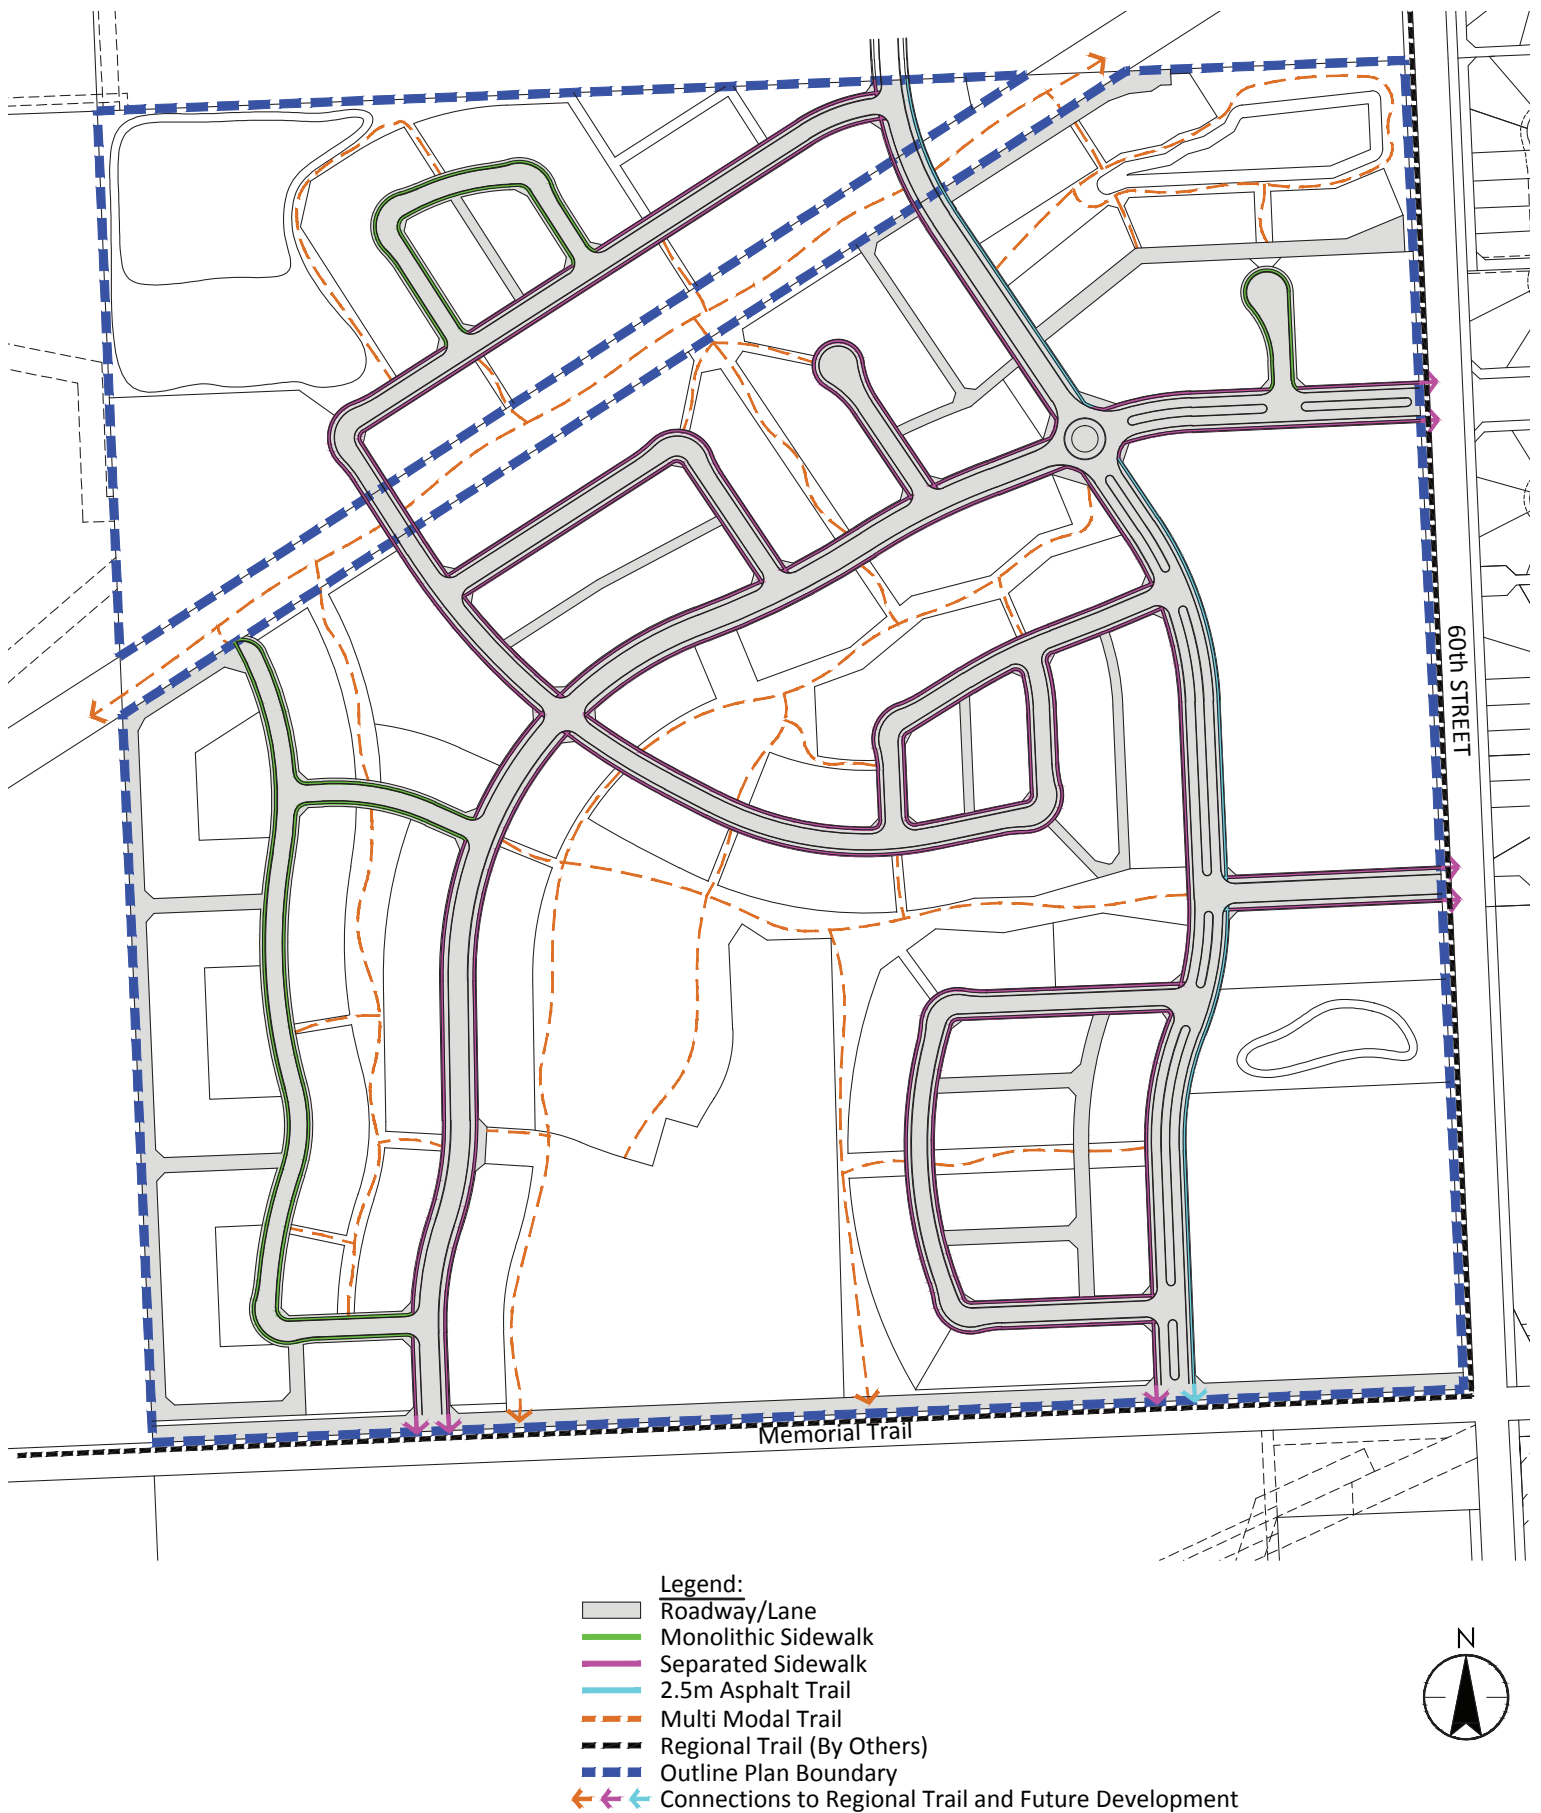 60th STREET
Memorial Trail
Legend:
Roadway/Lane
Monolithic Sidewalk
Separated Sidewalk
2.5m Asphalt Trail
Multi Modal Trail
Regional Trail (By Others)
Outline Plan Boundary
Connections to Regional Trail and Future Development
N